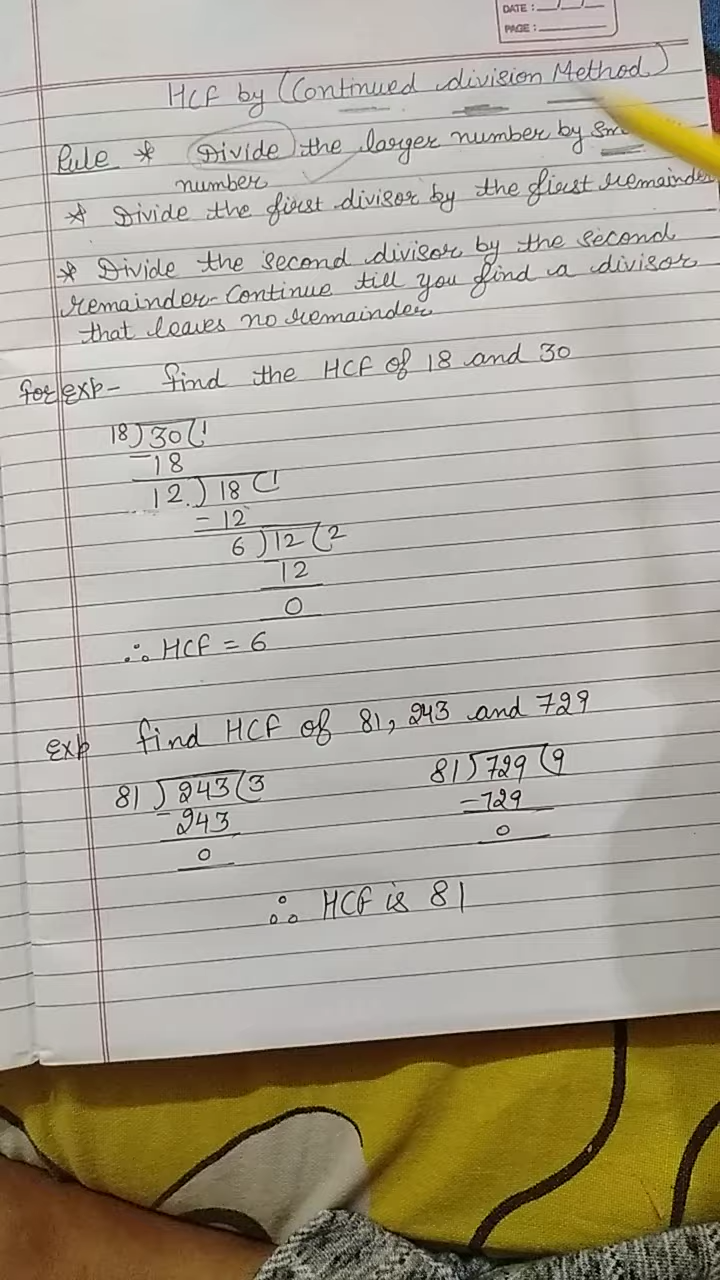 DATE :
PAGE :
HCF by (Continued division Method)
Rule * Divide the larger number by
number
* Divide the first divisor by the first remainder
* Divide the second divisor by the second
remainder-Continue till you find a divisor
that leaves no remainder
for exp- find the HCF of 18 and 30
18)30(1
-18
12)18(1
-12
6)12(2
12
0
∴ HCF = 6
Exp find HCF of 81, 243 and 729
81)243(3
-243
0
81)729(9
-729
0
∴ HCF is 81